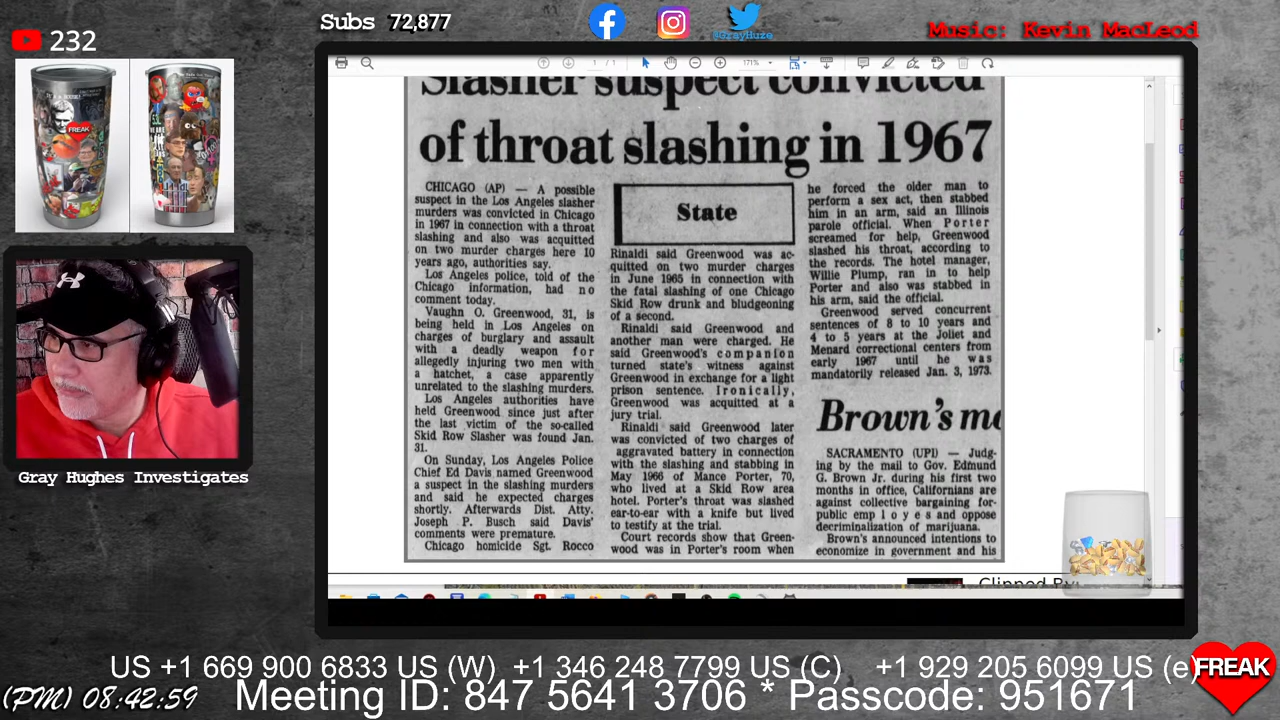 Subs 72,877
232
@GrayHuze
Music: Kevin MacLeod
1 / 1
171%
Slasher suspect convicted
of throat slashing in 1967
CHICAGO (AP) — A possible
suspect in the Los Angeles slasher
murders was convicted in Chicago
in 1967 in connection with a throat
slashing and also was acquitted
on two murder charges here 10
years ago, authorities say.
Los Angeles police, told of the
Chicago information, had no
comment today.
Vaughn O. Greenwood, 31, is
being held in Los Angeles on
charges of burglary and assault
with a deadly weapon for
allegedly injuring two men with
a hatchet, a case apparently
unrelated to the slashing murders.
Los Angeles authorities have
held Greenwood since just after
the last victim of the so-called
Skid Row Slasher was found Jan.
31.
On Sunday, Los Angeles Police
Chief Ed Davis named Greenwood
a suspect in the slashing murders
and said he expected charges
shortly. Afterwards Dist. Atty.
Joseph P. Busch said Davis'
comments were premature.
Chicago homicide Sgt. Rocco
State
Rinaldi said Greenwood was ac-
quitted on two murder charges
in June 1965 in connection with
the fatal slashing of one Chicago
Skid Row drunk and bludgeoning
of a second.
Rinaldi said Greenwood and
another man were charged. He
said Greenwood's companion
turned state's witness against
Greenwood in exchange for a light
prison sentence. Ironically,
Greenwood was acquitted at a
jury trial.
Rinaldi said Greenwood later
was convicted of two charges of
aggravated battery in connection
with the slashing and stabbing in
May 1966 of Mance Porter, 70,
who lived at a Skid Row area
hotel. Porter's throat was slashed
ear-to-ear with a knife but lived
to testify at the trial.
Court records show that Green-
wood was in Porter's room when
he forced the older man to
perform a sex act, then stabbed
him in an arm, said an Illinois
parole official. When Porter
screamed for help, Greenwood
slashed his throat, according to
the records. The hotel manager,
Willie Plump, ran in to help
Porter and also was stabbed in
his arm, said the official.
Greenwood served concurrent
sentences of 8 to 10 years and
4 to 5 years at the Joliet and
Menard correctional centers from
early 1967 until he was
mandatorily released Jan. 3, 1973.
Brown's mo
SACRAMENTO (UPI) — Judg-
ing by the mail to Gov. Edmund
G. Brown Jr. during his first two
months in office, Californians are
against collective bargaining for
public employes and oppose
decriminalization of marijuana.
Brown's announced intentions to
economize in government and his
Clipped By:
FREAK
Gray Hughes Investigates
US +1 669 900 6833 US (W) +1 346 248 7799 US (C) +1 929 205 6099 US (e)
FREAK
(PM) 08:42:59
Meeting ID: 847 5641 3706 * Passcode: 951671